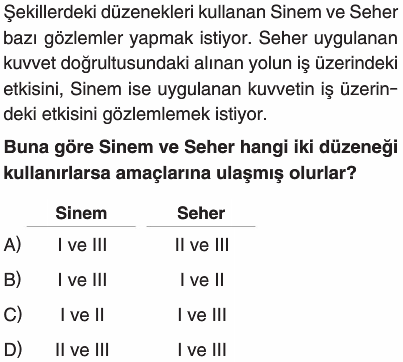 Şekillerdeki düzenekleri kullanan Sinem ve Seher
bazı gözlemler yapmak istiyor. Seher uygulanan
kuvvet doğrultusundaki alınan yolun iş üzerindeki
etkisini, Sinem ise uygulanan kuvvetin iş üzerin-
deki etkisini gözlemlemek istiyor.
Buna göre Sinem ve Seher hangi iki düzeneği
kullanırlarsa amaçlarına ulaşmış olurlar?
Sinem Seher
A) I ve III II ve III
B) I ve III I ve II
C) I ve II I ve III
D) II ve III I ve III